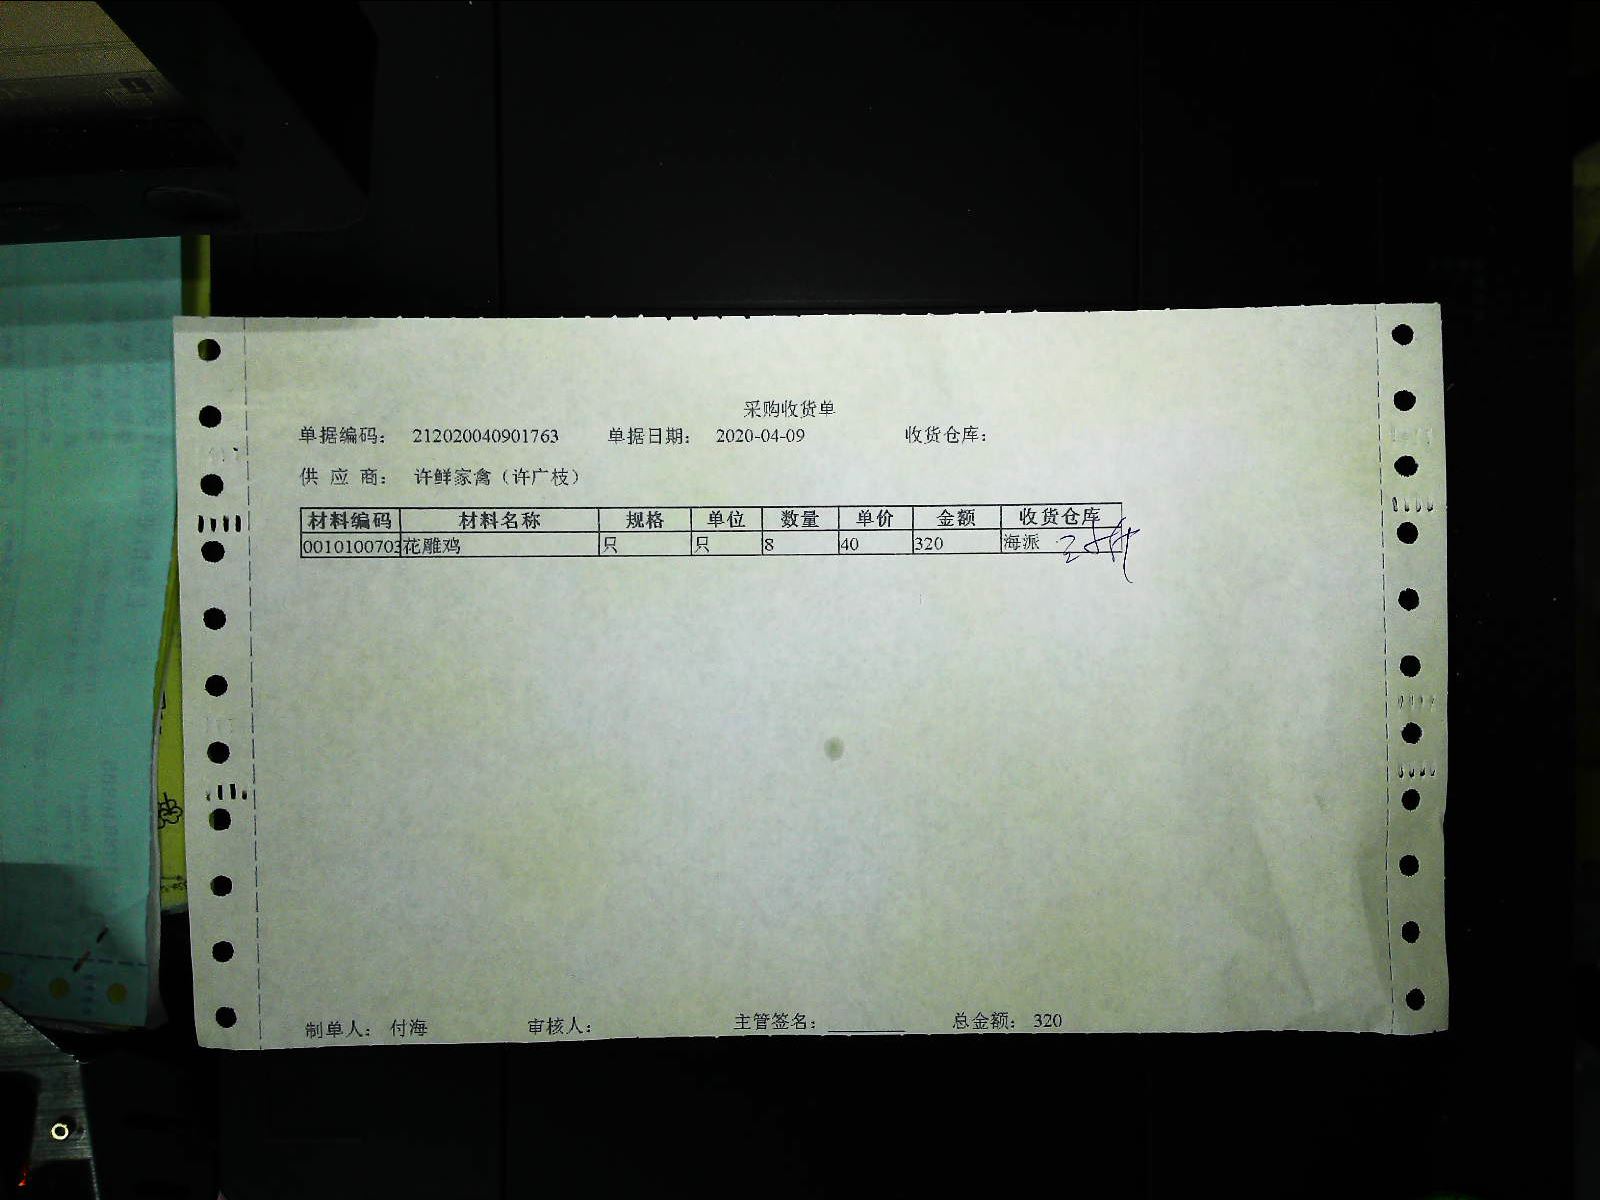 采购收货单
单据编码： 212020040901763 单据日期： 2020-04-09 收货仓库：
供 应 商： 许鲜家禽（许广枝）
材料编码 材料名称 规格 单位 数量 单价 金额 收货仓库
0010100703 花雕鸡 只 只 8 40 320 海派
制单人： 付海 审核人： 主管签名： 总金额： 320